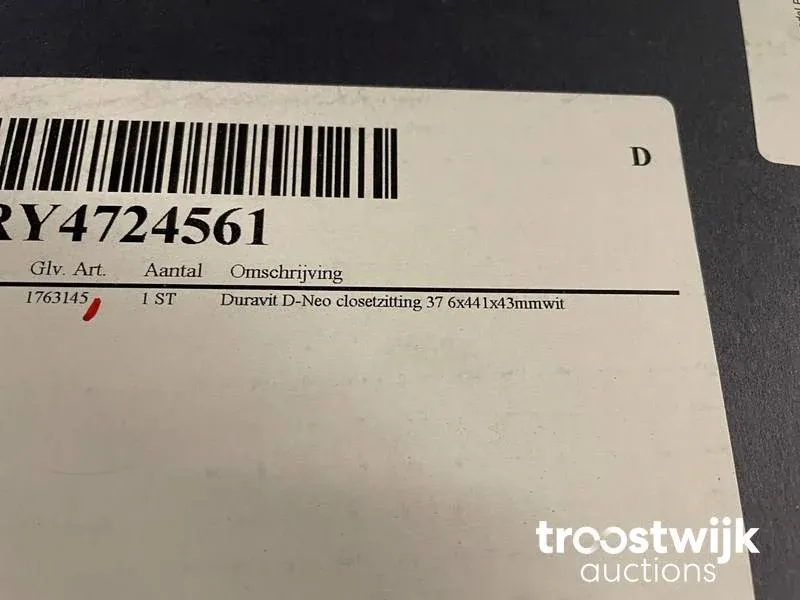 D
RY4724561
Glv. Art. Aantal Omschrijving
1763145 1 ST Duravit D-Neo closetzitting 37 6x441x43mmwit
troostwijk
auctions